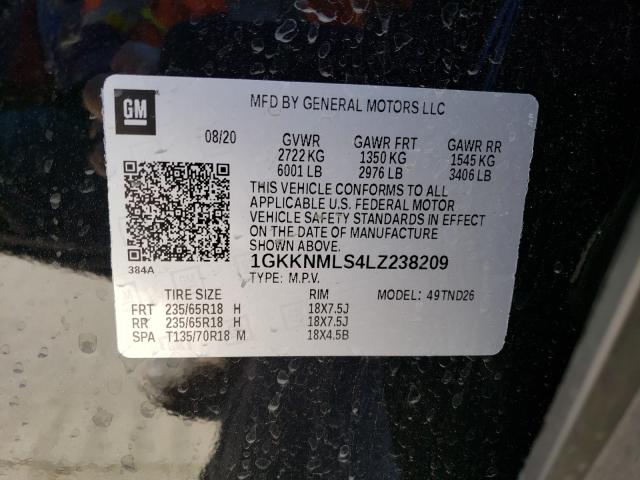 GM
MFD BY GENERAL MOTORS LLC
08/20 GVWR GAWR FRT GAWR RR
2722 KG 1350 KG 1545 KG
6001 LB 2976 LB 3406 LB
THIS VEHICLE CONFORMS TO ALL
APPLICABLE U.S. FEDERAL MOTOR
VEHICLE SAFETY STANDARDS IN EFFECT
ON THE DATE OF MANUFACTURE
SHOWN ABOVE.
384A
1GKKNMLS4LZ238209
TYPE: M.P.V.
TIRE SIZE RIM MODEL: 49TND26
FRT 235/65R18 H 18X7.5J
RR 235/65R18 H 18X7.5J
SPA T135/70R18 M 18X4.5B